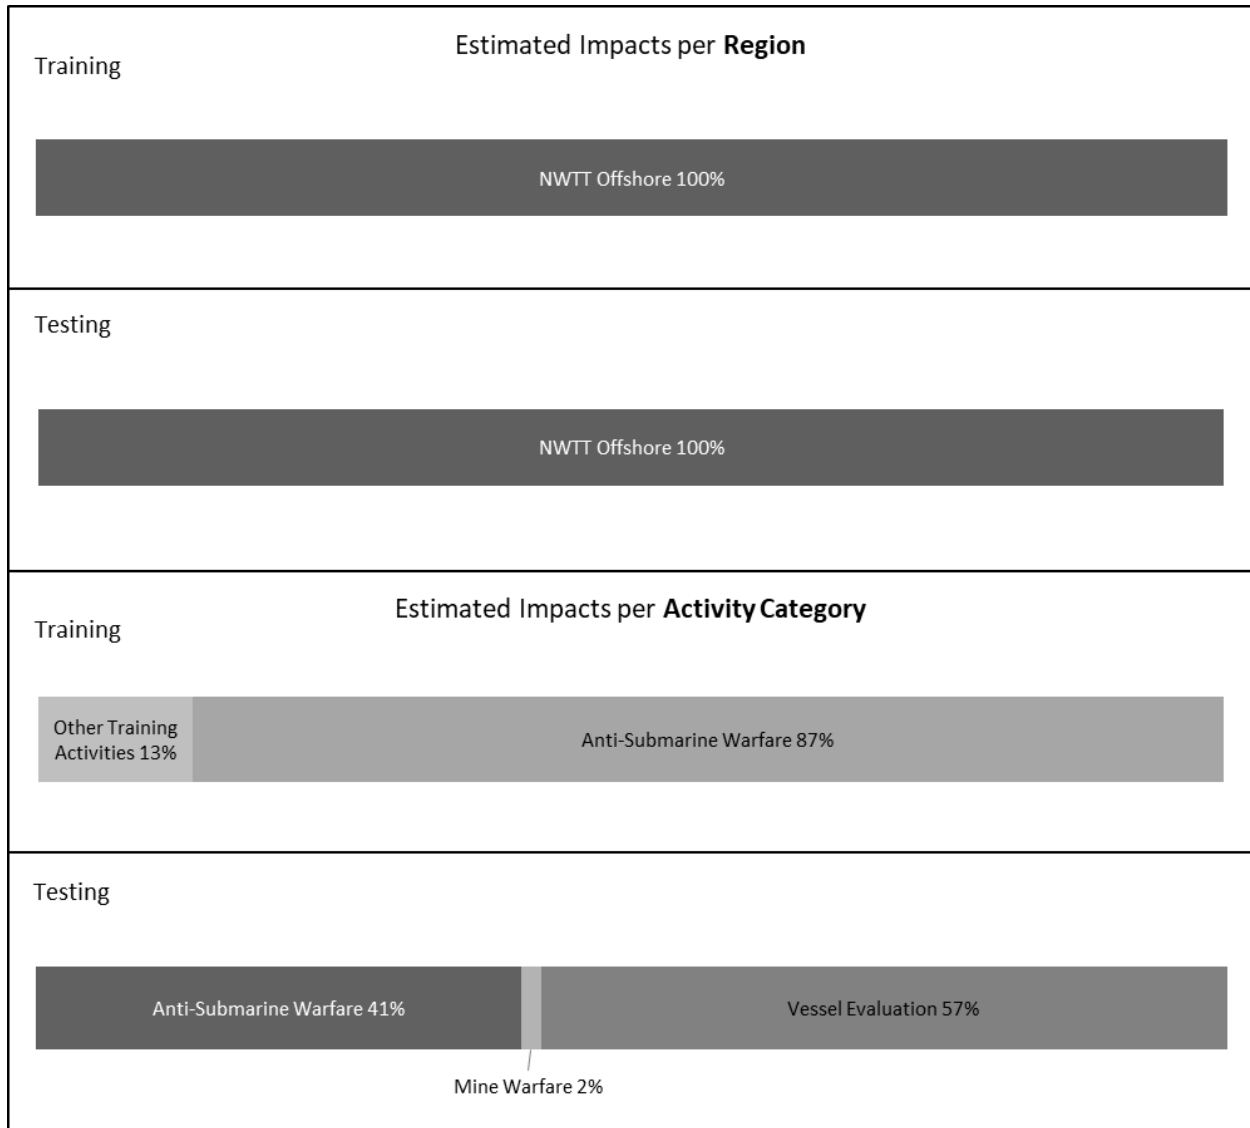 Estimated Impacts per Region
Training
NWTT Offshore 100%
Testing
NWTT Offshore 100%
Estimated Impacts per Activity Category
Training
Other Training
Activities 13%
Anti-Submarine Warfare 87%
Testing
Anti-Submarine Warfare 41%
Vessel Evaluation 57%
Mine Warfare 2%